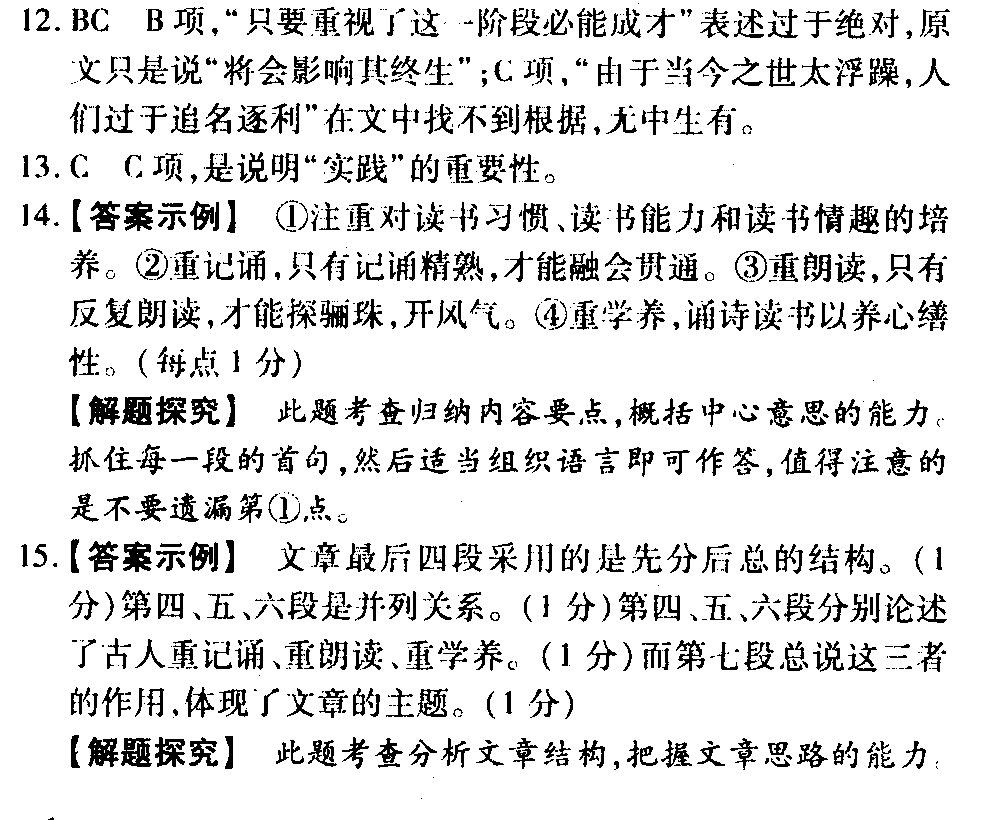 12. BC　B 项,“只要重视了这一阶段必能成才”表述过于绝对,原
文只是说“将会影响其终生”;C 项,“由于当今之世太浮躁,人
们过于追名逐利”在文中找不到根据,无中生有。
13. C　C 项,是说明“实践”的重要性。
14.【答案示例】　①注重对读书习惯、读书能力和读书情趣的培
养。②重记诵,只有记诵精熟,才能融会贯通。③重朗读,只有
反复朗读,才能探骊珠,开风气。④重学养,诵诗读书以养心缮
性。(每点 1 分)
【解题探究】　此题考查归纳内容要点,概括中心意思的能力。
抓住每一段的首句,然后适当组织语言即可作答,值得注意的
是不要遗漏第①点。
15.【答案示例】　文章最后四段采用的是先分后总的结构。(1
分)第四、五、六段是并列关系。(1 分)第四、五、六段分别论述
了古人重记诵、重朗读、重学养。(1 分)而第七段总说这三者
的作用,体现了文章的主题。(1 分)
【解题探究】　此题考查分析文章结构,把握文章思路的能力。